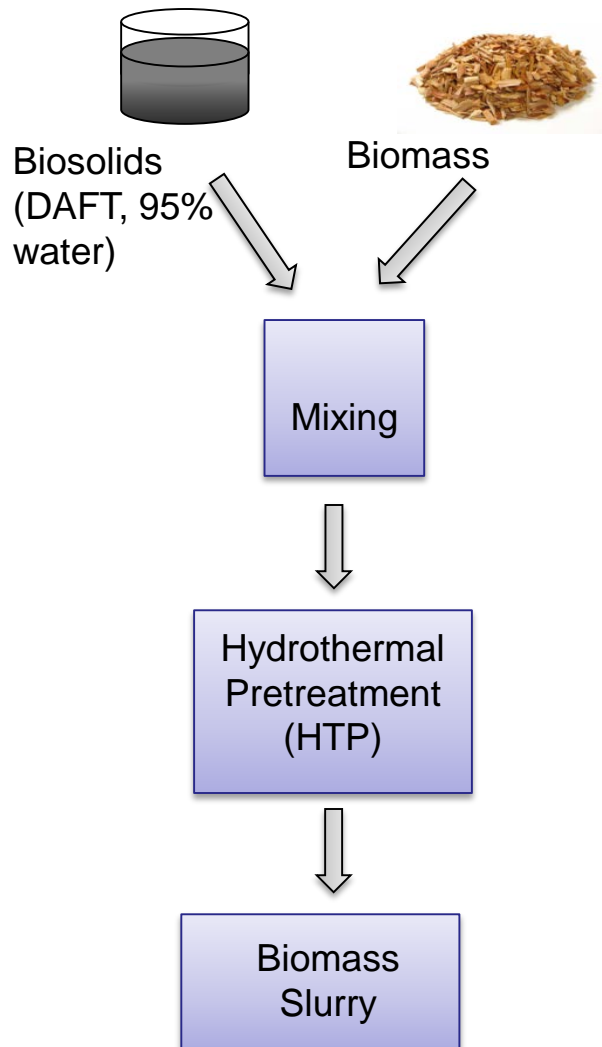 Biosolids
(DAFT, 95%
water)
Biomass
Mixing
Hydrothermal
Pretreatment
(HTP)
Biomass
Slurry